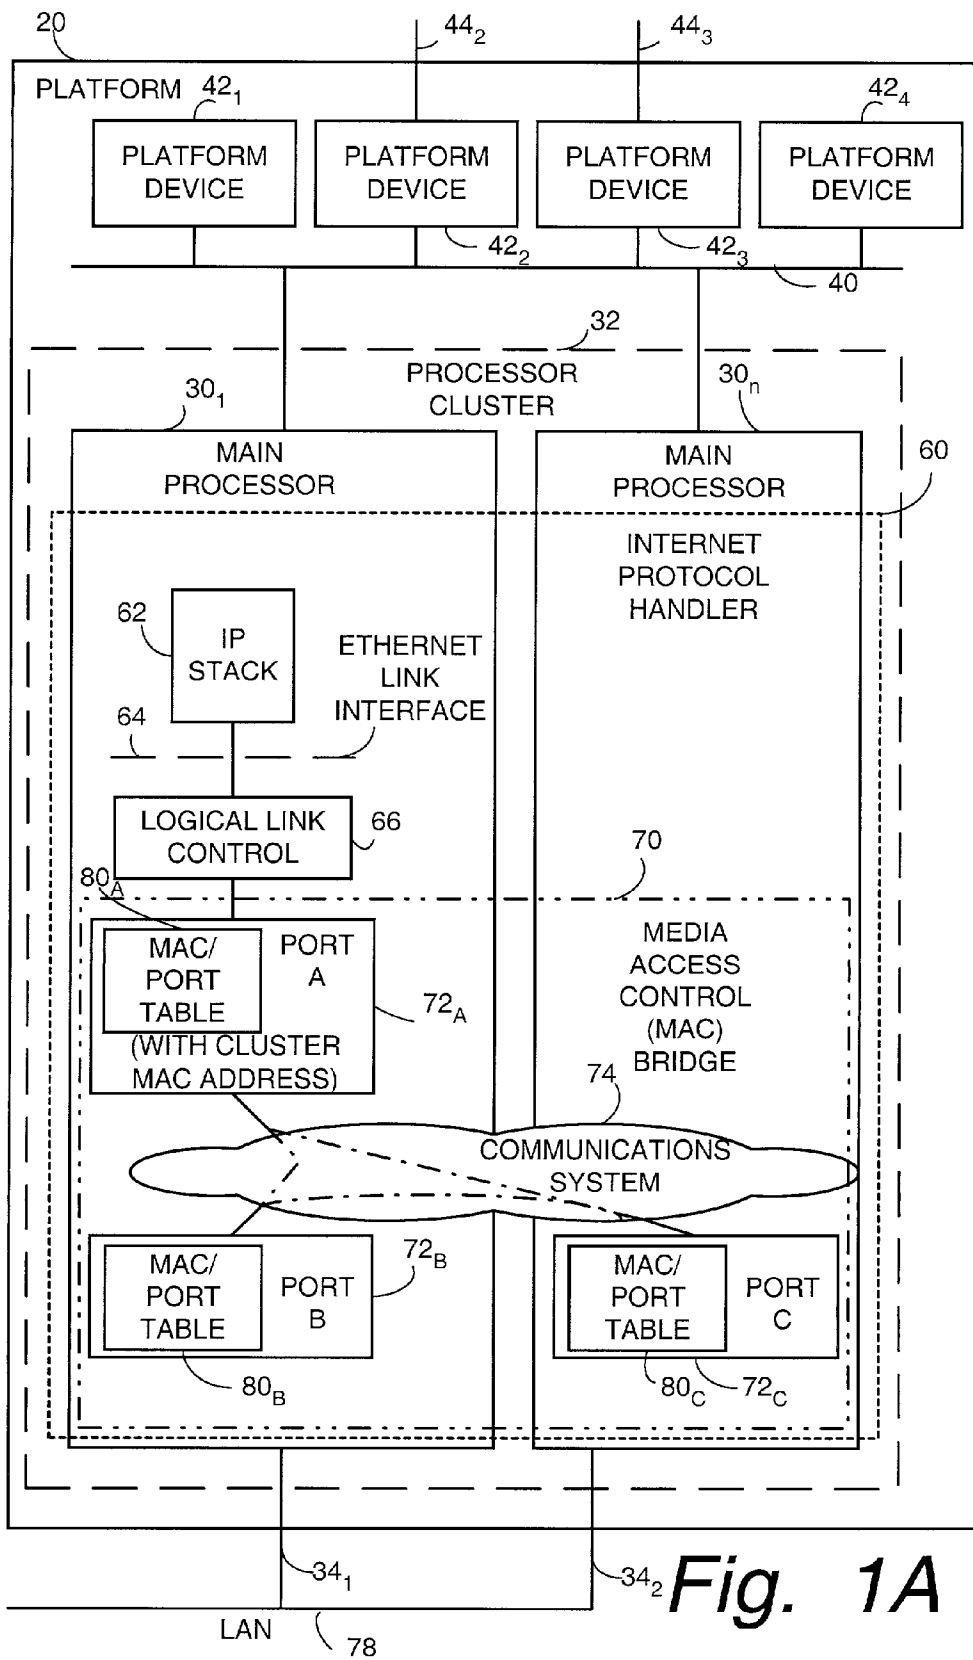 20
44₂
44₃
PLATFORM
42₁
42₄
PLATFORM DEVICE
PLATFORM DEVICE
PLATFORM DEVICE
PLATFORM DEVICE
42₂
42₃
40
32
PROCESSOR
CLUSTER
30₁
30ₙ
MAIN
PROCESSOR
MAIN
PROCESSOR
60
INTERNET
PROTOCOL
HANDLER
62
IP
STACK
ETHERNET
LINK
INTERFACE
64
LOGICAL LINK
CONTROL
66
70
80_A
MAC/
PORT
TABLE
PORT
A
(WITH CLUSTER
MAC ADDRESS)
72_A
MEDIA
ACCESS
CONTROL
(MAC)
BRIDGE
74
COMMUNICATIONS
SYSTEM
MAC/
PORT
TABLE
PORT
B
72_B
80_B
MAC/
PORT
TABLE
PORT
C
80_C
72_C
34₁
34₂
LAN
78
Fig. 1A